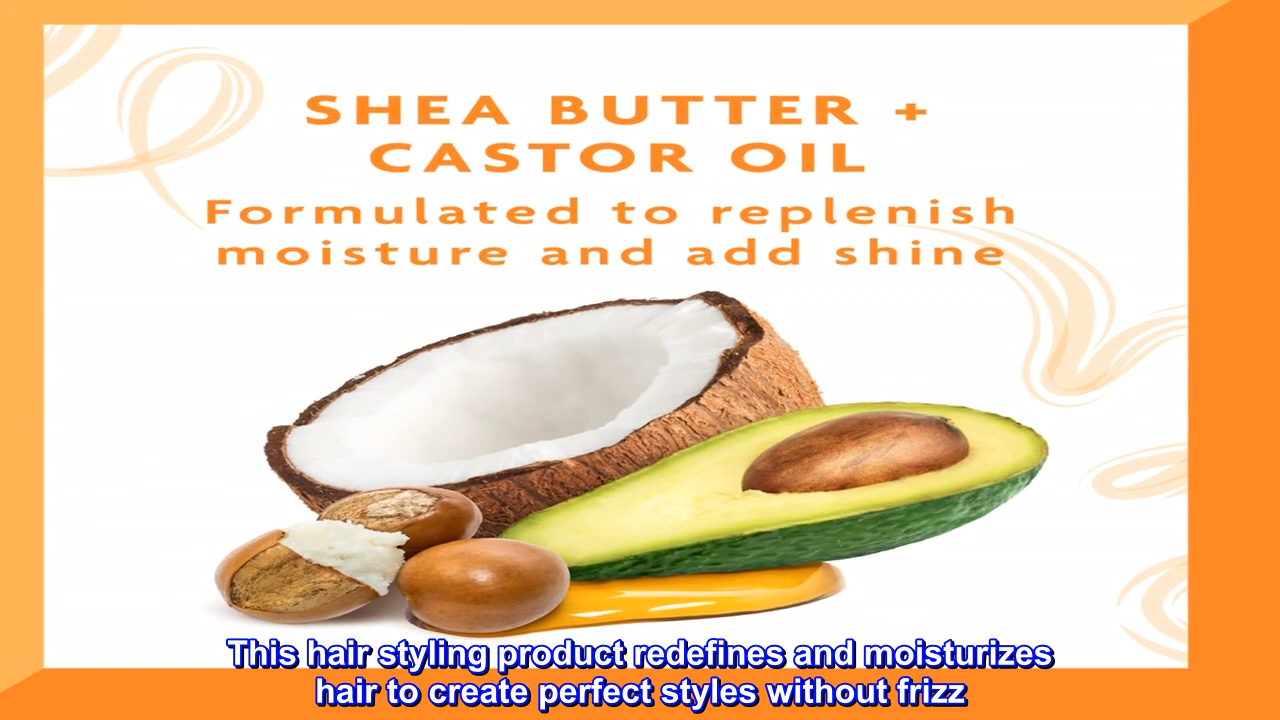 SHEA BUTTER +
CASTOR OIL
Formulated to replenish
moisture and add shine
This hair styling product redefines and moisturizes
hair to create perfect styles without frizz